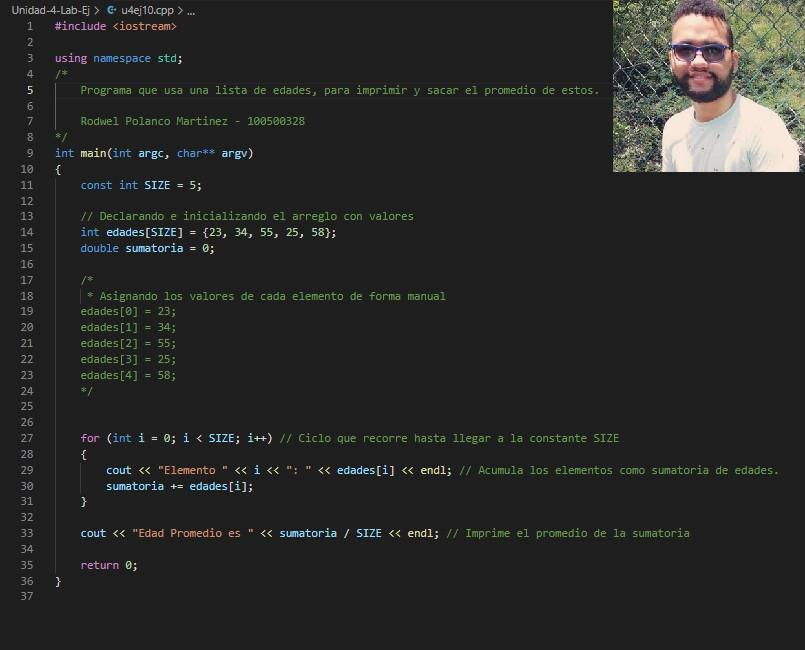 Unidad-4-Lab-Ej > u4ej10.cpp > ...
1 #include <iostream>
2
3 using namespace std;
4 /*
5 Programa que usa una lista de edades, para imprimir y sacar el promedio de estos.
6
7 Rodwel Polanco Martinez - 100500328
8 */
9 int main(int argc, char** argv)
10 {
11 const int SIZE = 5;
12
13 // Declarando e inicializando el arreglo con valores
14 int edades[SIZE] = {23, 34, 55, 25, 58};
15 double sumatoria = 0;
16
17 /*
18 * Asignando los valores de cada elemento de forma manual
19 edades[0] = 23;
20 edades[1] = 34;
21 edades[2] = 55;
22 edades[3] = 25;
23 edades[4] = 58;
24 */
25
26
27 for (int i = 0; i < SIZE; i++) // Ciclo que recorre hasta llegar a la constante SIZE
28 {
29 cout << "Elemento " << i << ": " << edades[i] << endl; // Acumula los elementos como sumatoria de edades.
30 sumatoria += edades[i];
31 }
32
33 cout << "Edad Promedio es " << sumatoria / SIZE << endl; // Imprime el promedio de la sumatoria
34
35 return 0;
36 }
37